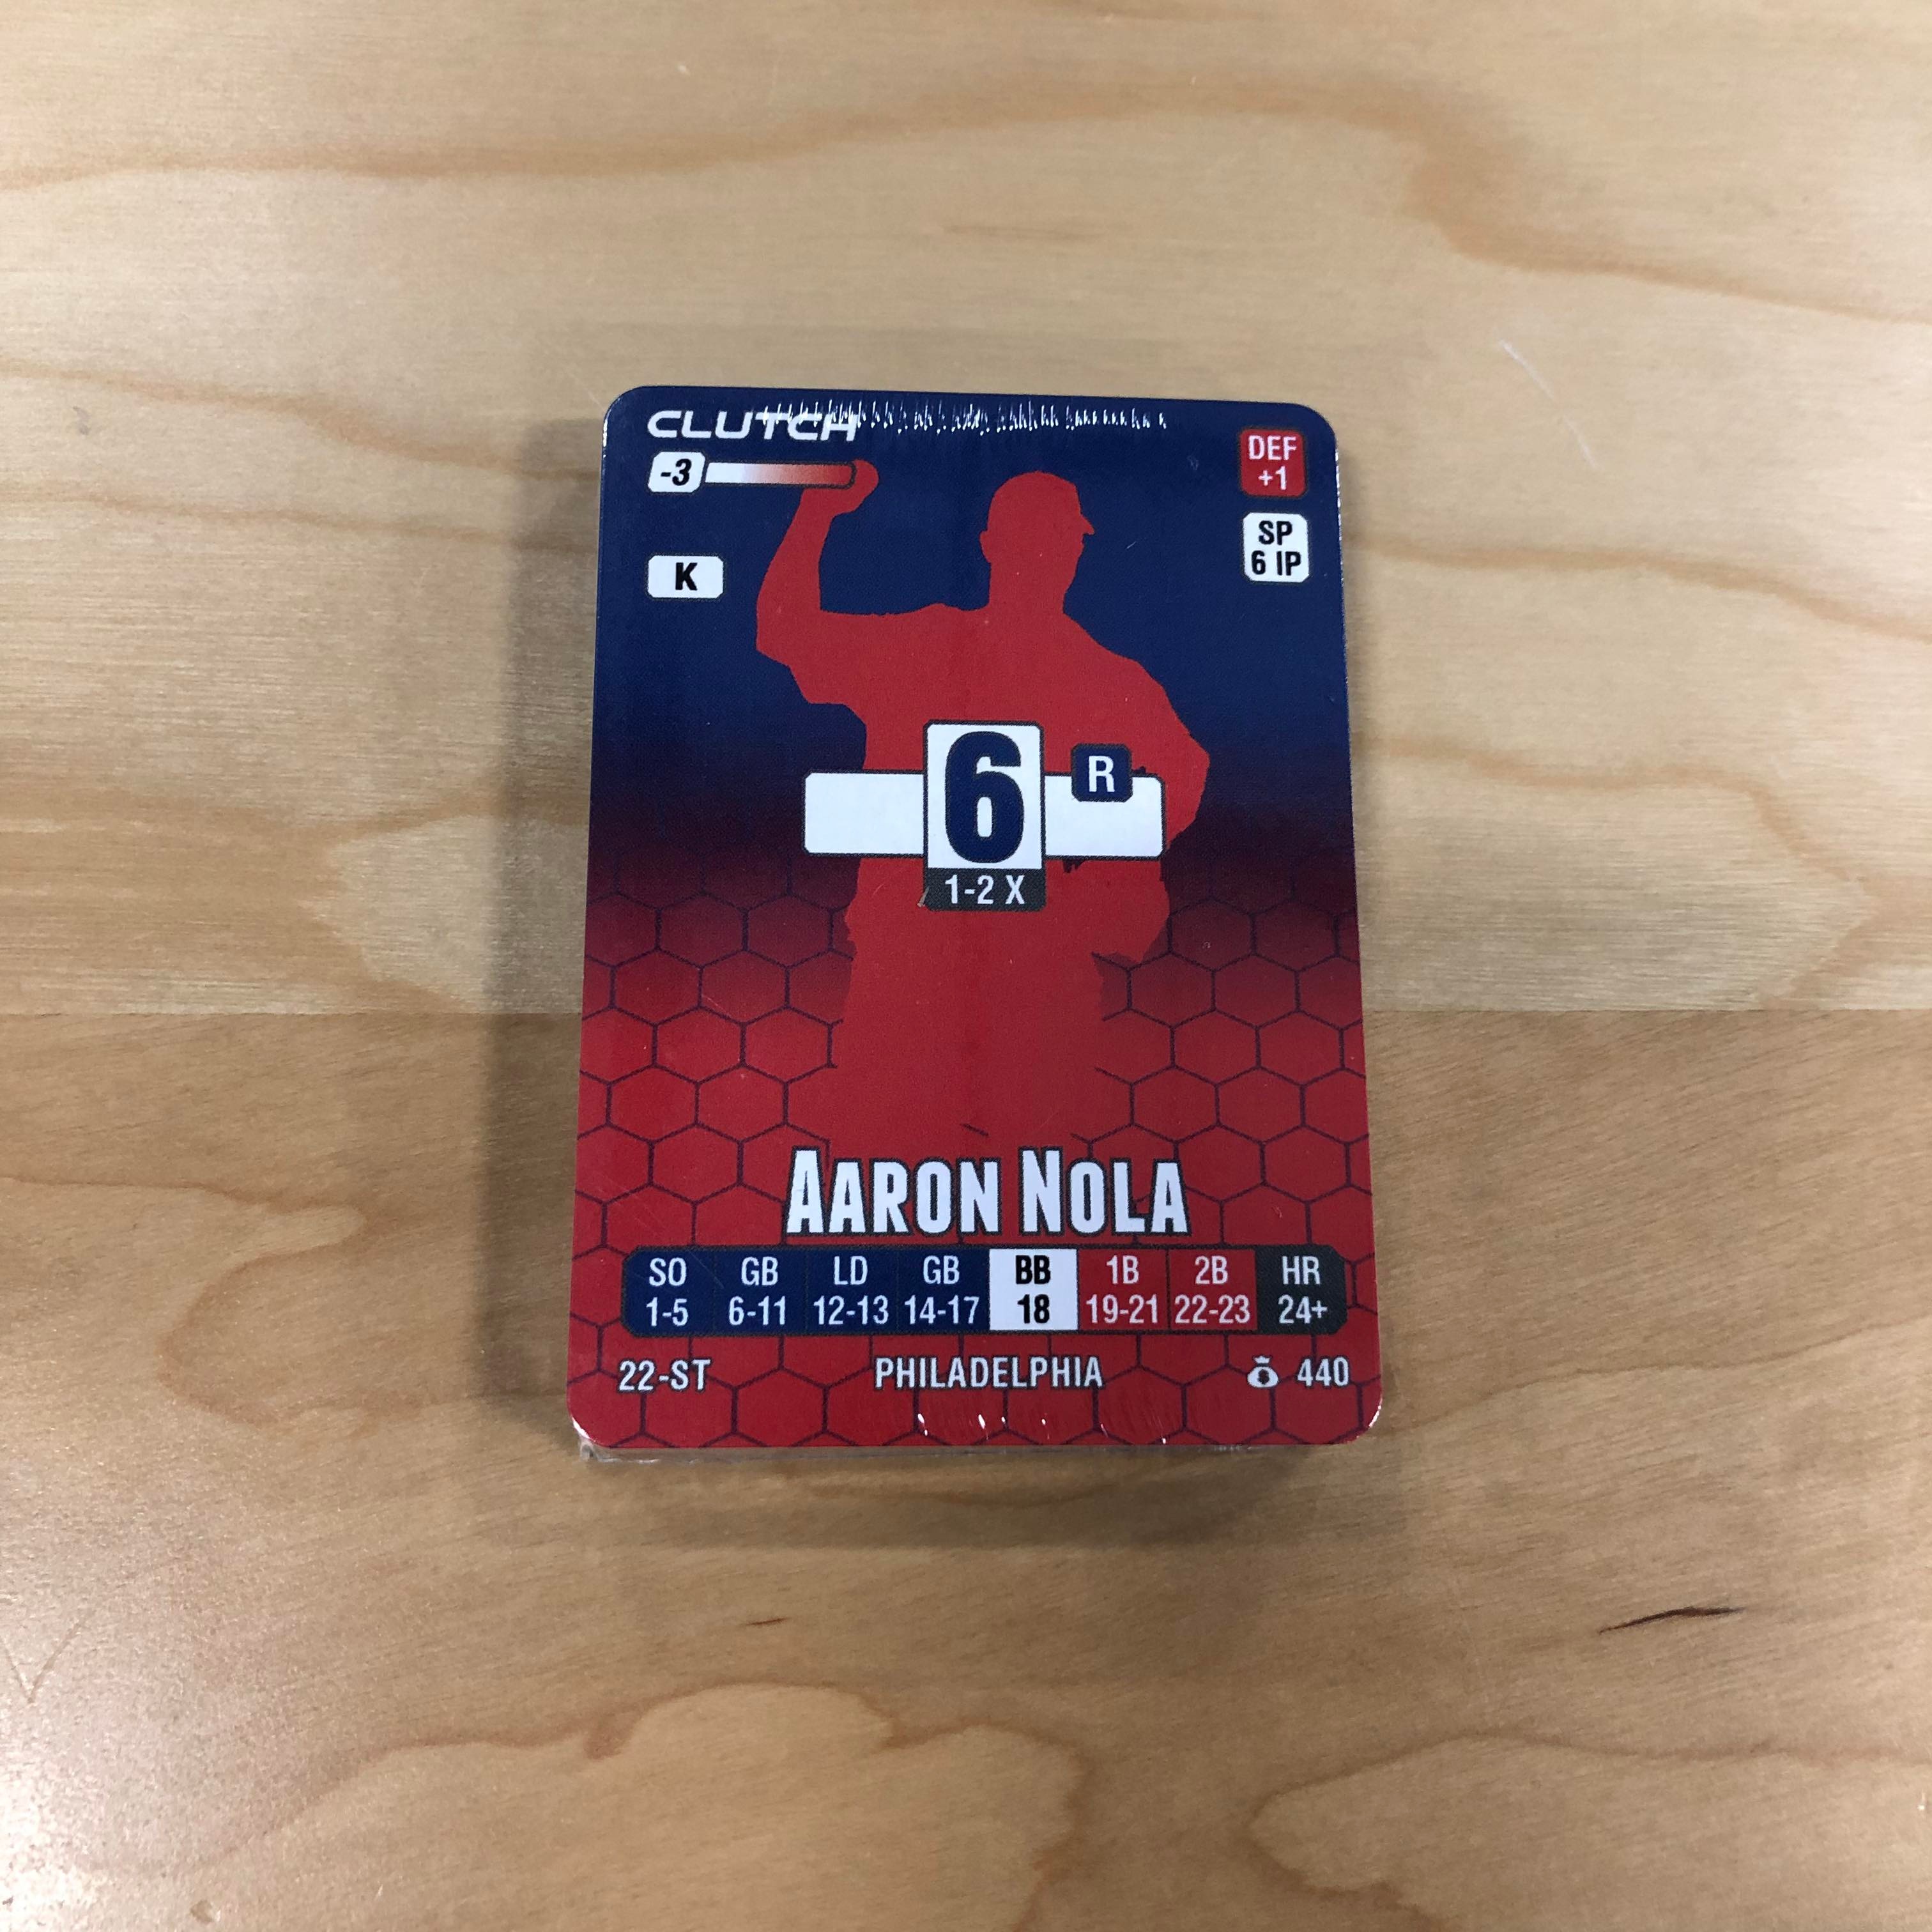 CLUTCH
-3
DEF
+1
SP
6 IP
K
6
R
1-2 X
AARON NOLA
SO GB LD GB BB 1B 2B HR
1-5 6-11 12-13 14-17 18 19-21 22-23 24+
22-ST PHILADELPHIA 440